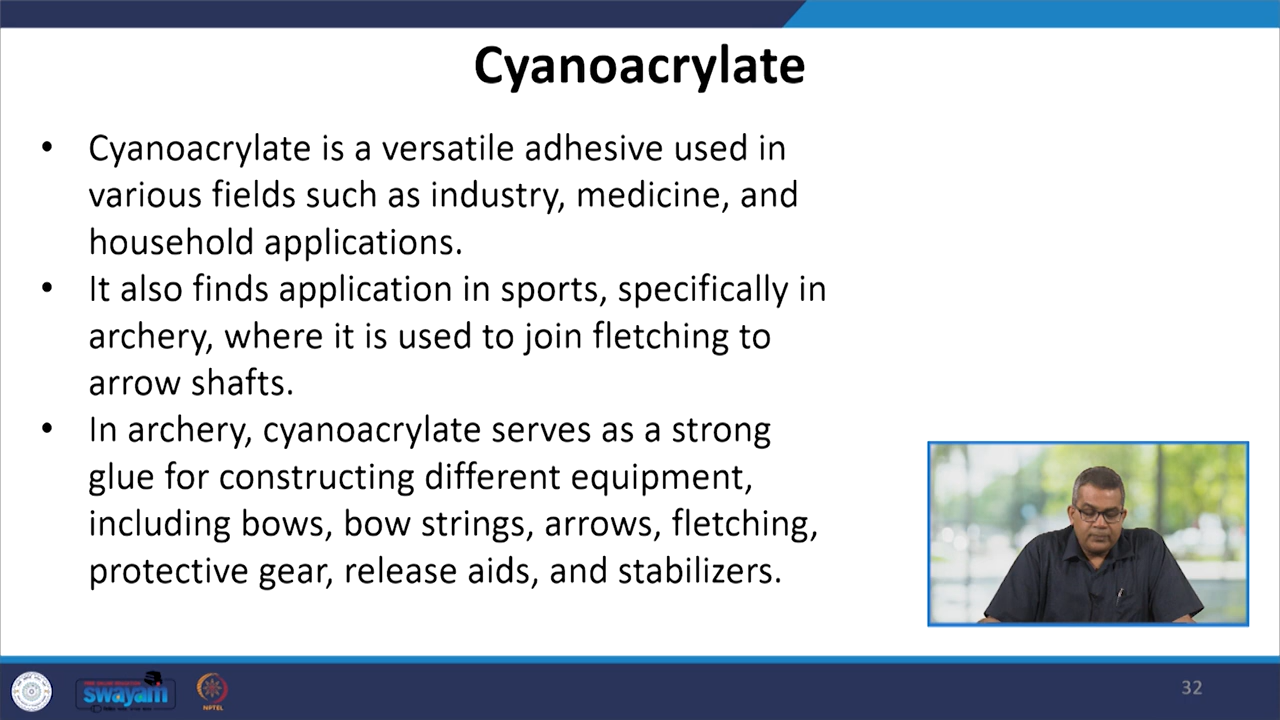 Cyanoacrylate
• Cyanoacrylate is a versatile adhesive used in
various fields such as industry, medicine, and
household applications.
• It also finds application in sports, specifically in
archery, where it is used to join fletching to
arrow shafts.
• In archery, cyanoacrylate serves as a strong
glue for constructing different equipment,
including bows, bow strings, arrows, fletching,
protective gear, release aids, and stabilizers.
swayam
NPTEL
32